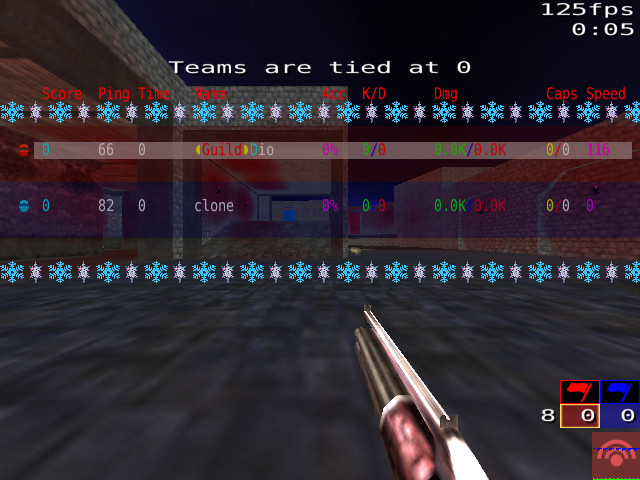 125fps
0:05
Teams are tied at 0
Score Ping Time Name Acc K/D Dmg Caps Speed
0 66 0 Guild Dio 0% 0/0 0.0K/0.0K 0/0 116
0 82 0 clone 0% 0/0 0.0K/0.0K 0/0 0
8 0 0